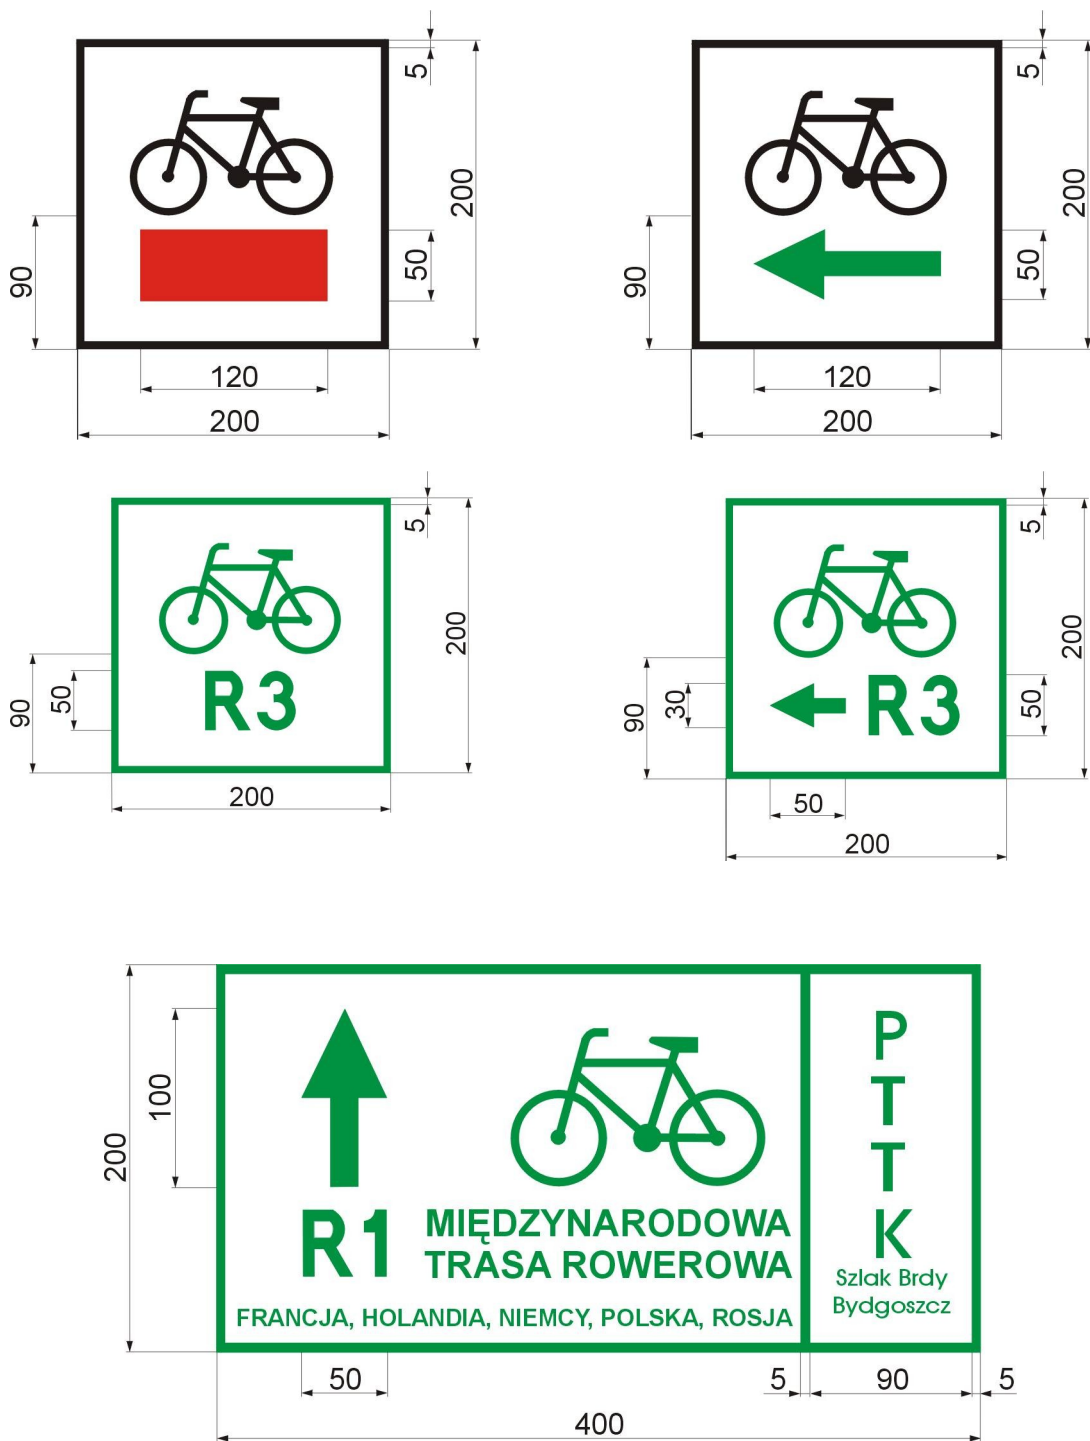 5
200
90
50
120
200
5
200
90
50
120
200
5
200
90
50
R3
200
5
200
90
30
R3
50
50
200
200
100
R1
MIĘDZYNARODOWA
TRASA ROWEROWA
FRANCJA, HOLANDIA, NIEMCY, POLSKA, ROSJA
P
T
T
K
Szlak Brdy
Bydgoszcz
50
5
90
5
400